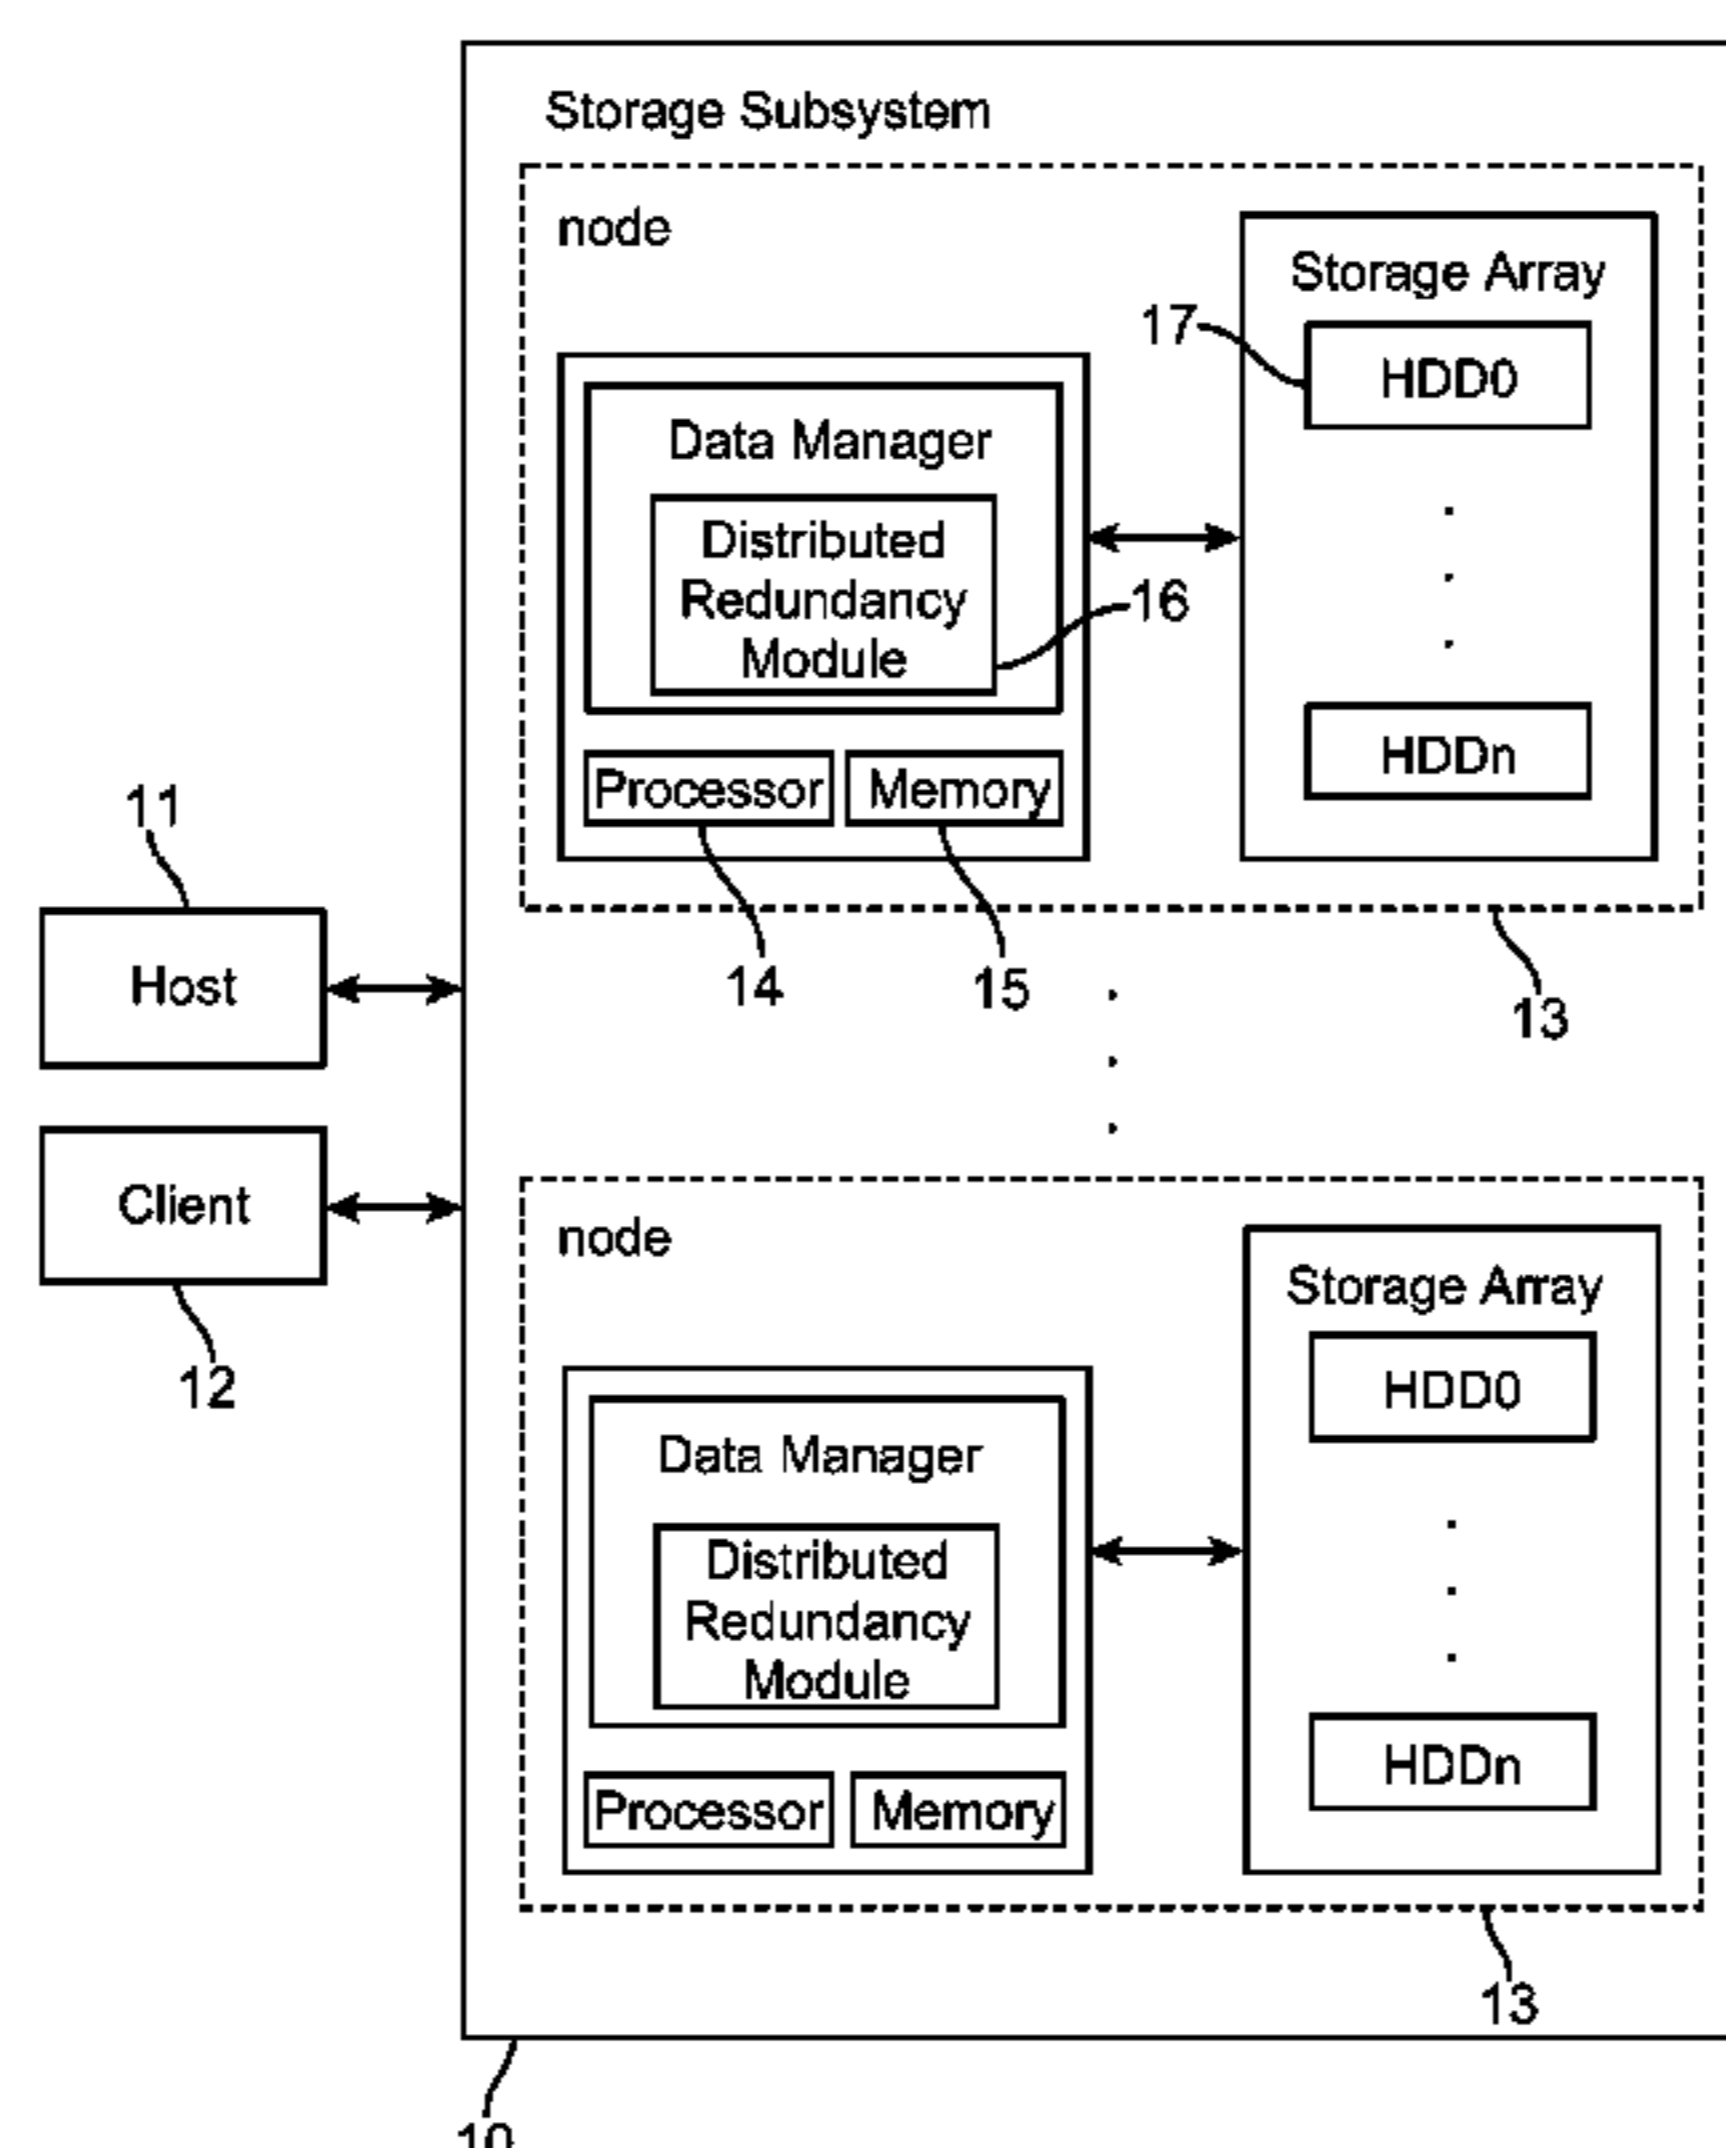 Storage Subsystem
node
Storage Array
17
HDD0
Data Manager
Distributed
Redundancy
Module
16
HDDn
Processor
Memory
11
Host
14
15
13
Client
12
node
Storage Array
HDD0
Data Manager
Distributed
Redundancy
Module
HDDn
Processor
Memory
13
10